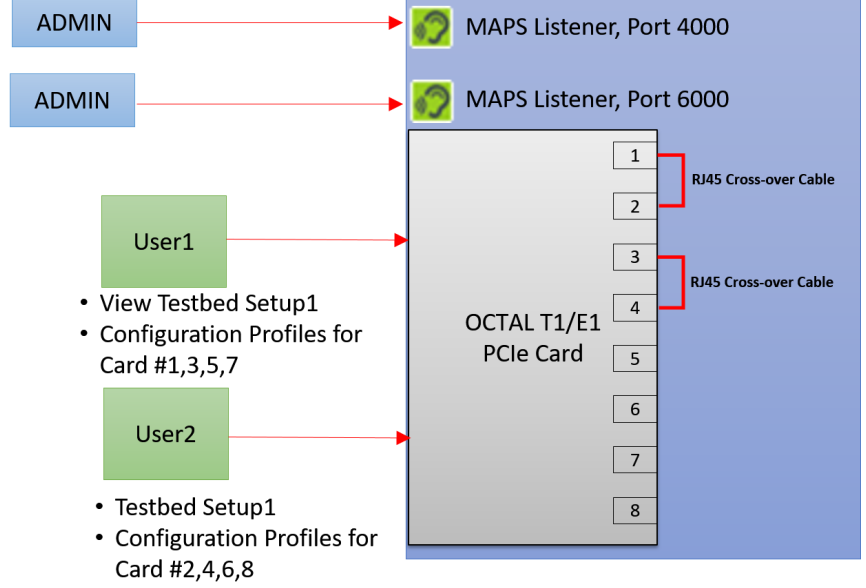 ADMIN
MAPS Listener, Port 4000
ADMIN
MAPS Listener, Port 6000
1
RJ45 Cross-over Cable
2
User1
3
RJ45 Cross-over Cable
4
• View Testbed Setup1
• Configuration Profiles for
Card #1,3,5,7
OCTAL T1/E1
PCIe Card
5
6
User2
7
8
• Testbed Setup1
• Configuration Profiles for
Card #2,4,6,8